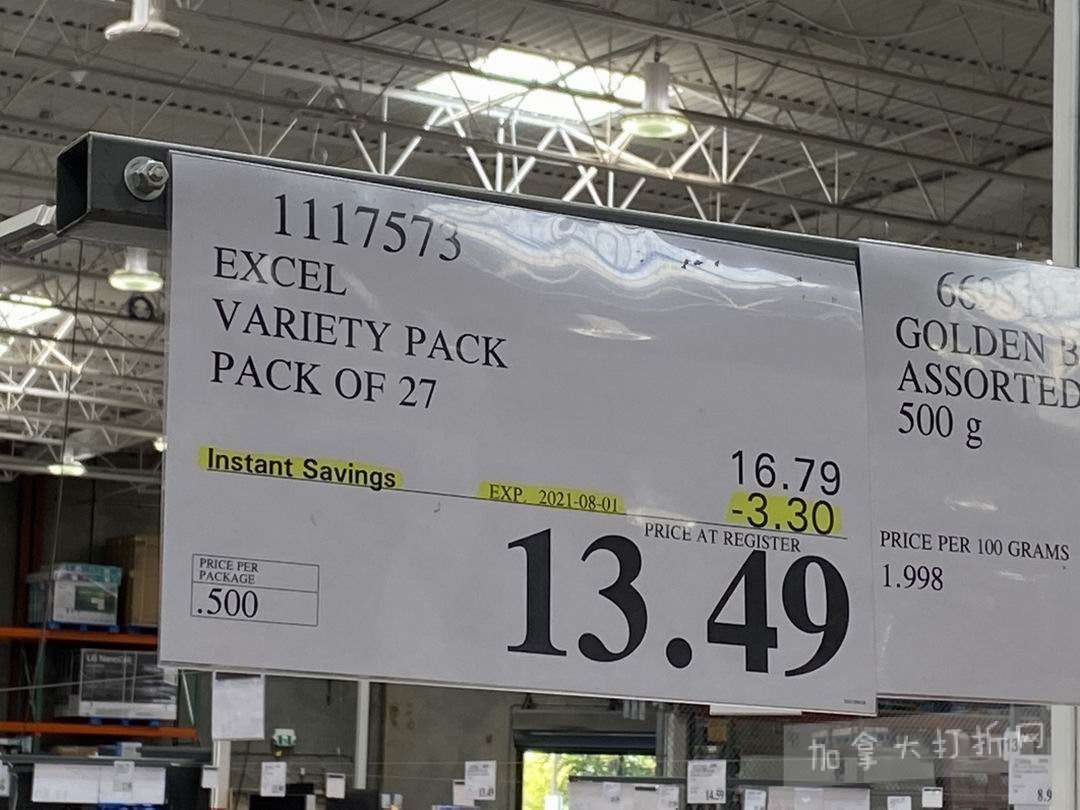 1117573
EXCEL
VARIETY PACK
PACK OF 27
Instant Savings
EXP. 2021-08-01
16.79
-3.30
PRICE AT REGISTER
13.49
PRICE PER
PACKAGE
.500
GOLDEN
ASSORTED
500 g
PRICE PER 100 GRAMS
1.998
加拿大打折网